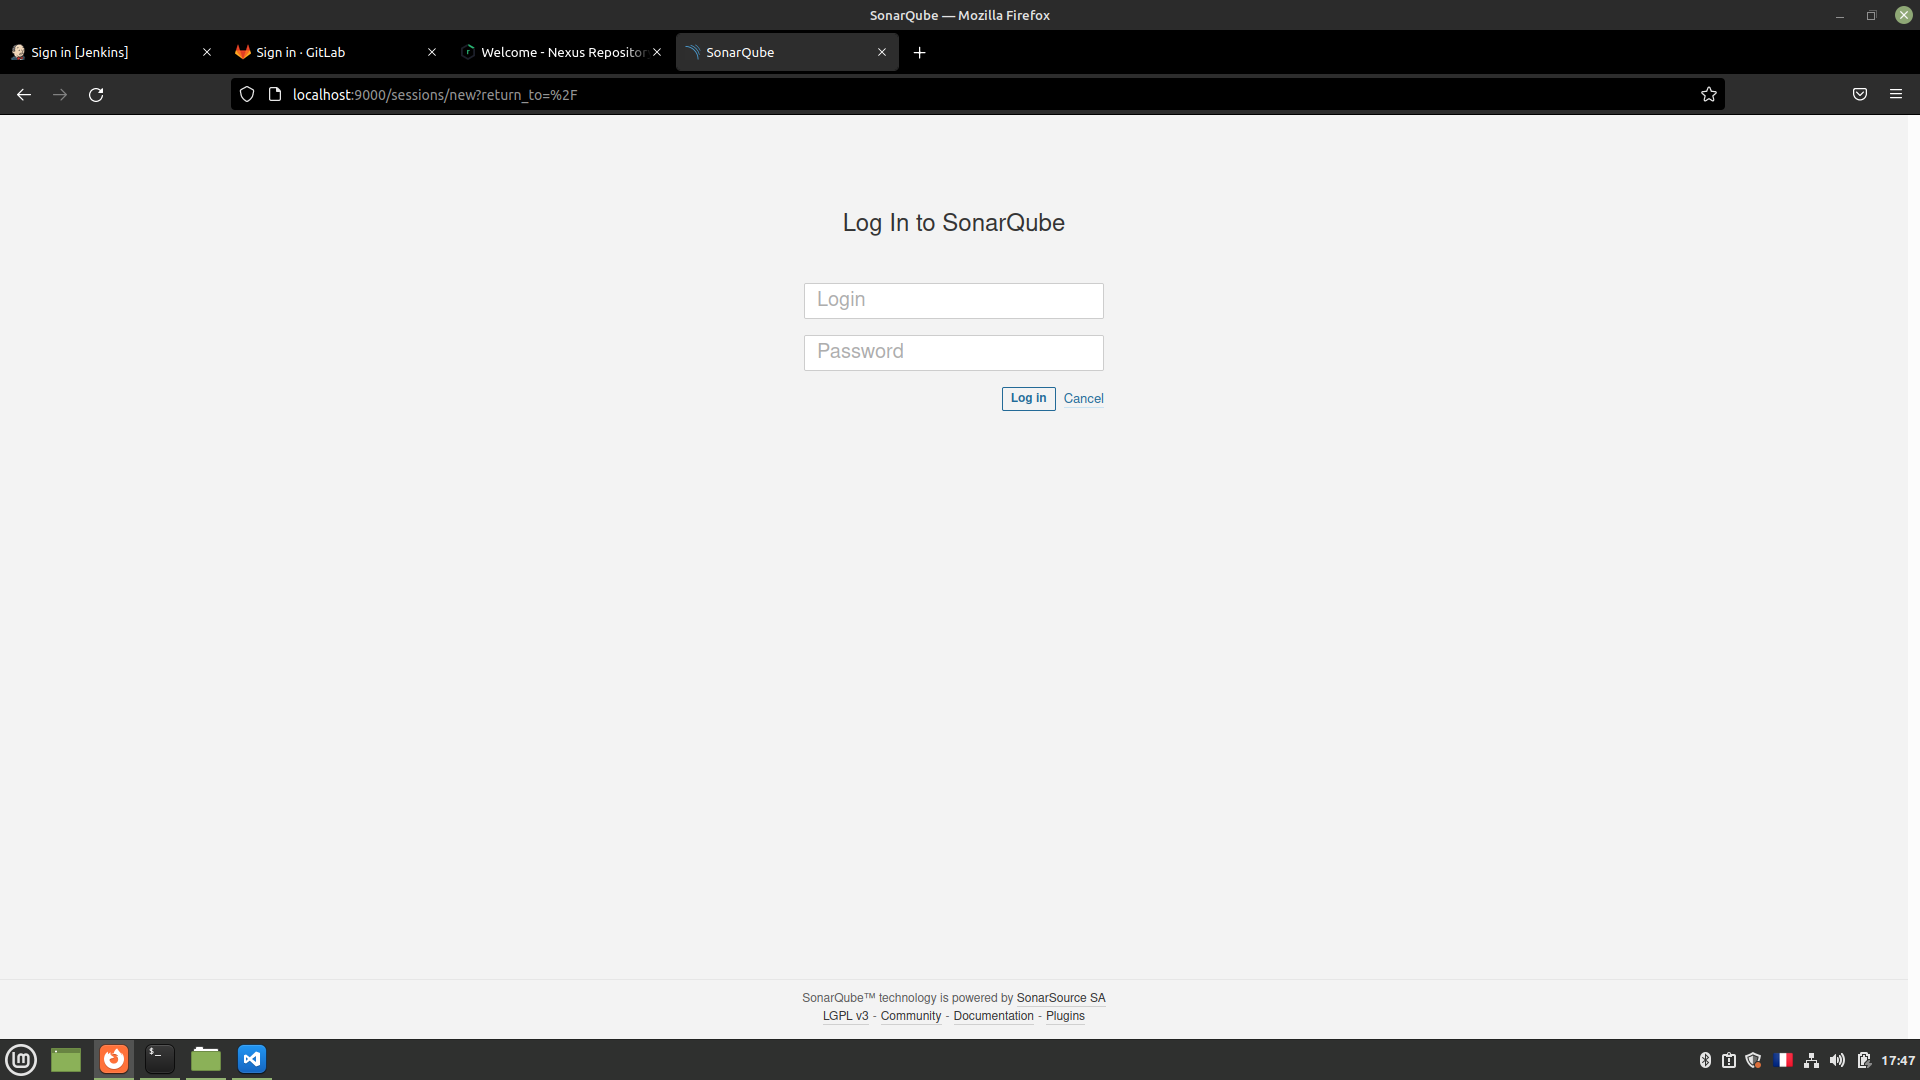 SonarQube — Mozilla Firefox
Sign in [Jenkins]
Sign in · GitLab
Welcome - Nexus Repositor
SonarQube
localhost:9000/sessions/new?return_to=%2F
Log In to SonarQube
Login
Password
Log in Cancel
SonarQube™ technology is powered by SonarSource SA
LGPL v3 - Community - Documentation - Plugins
lm
$_
17:47